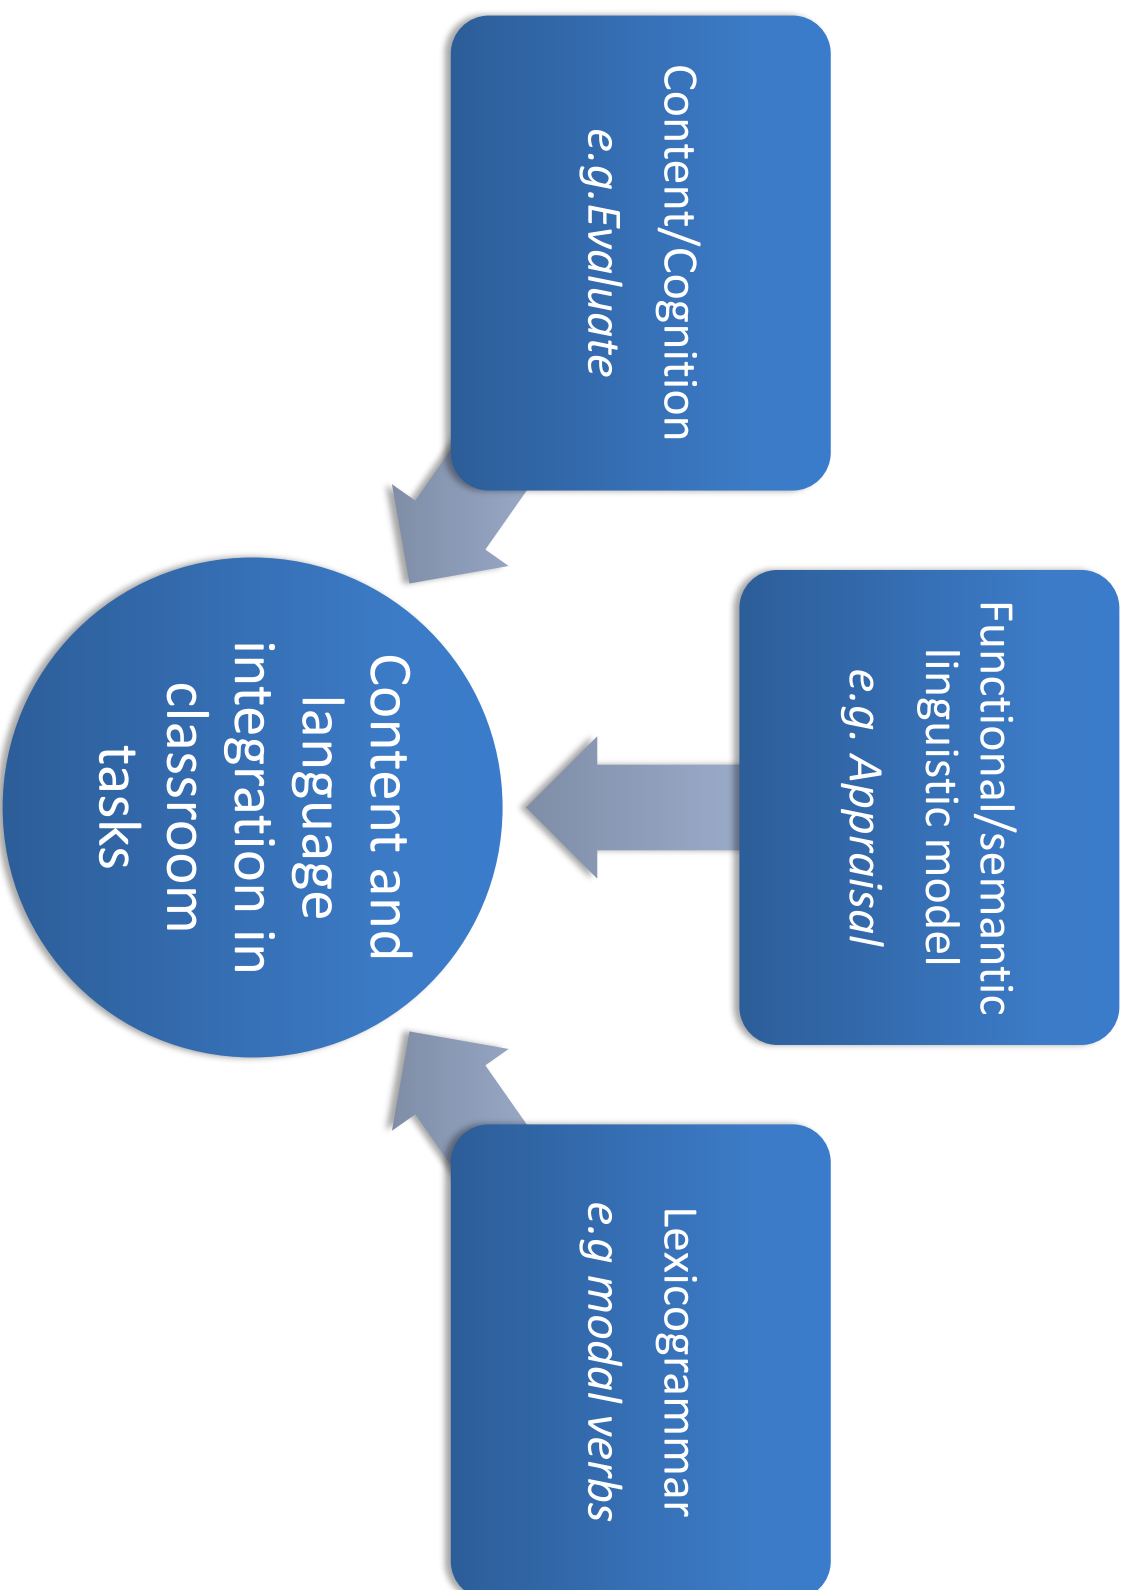 Content/Cognition
e.g.Evaluate
Functional/semantic
linguistic model
e.g. Appraisal
Lexicogrammar
e.g modal verbs
Content and
language
integration in
classroom
tasks